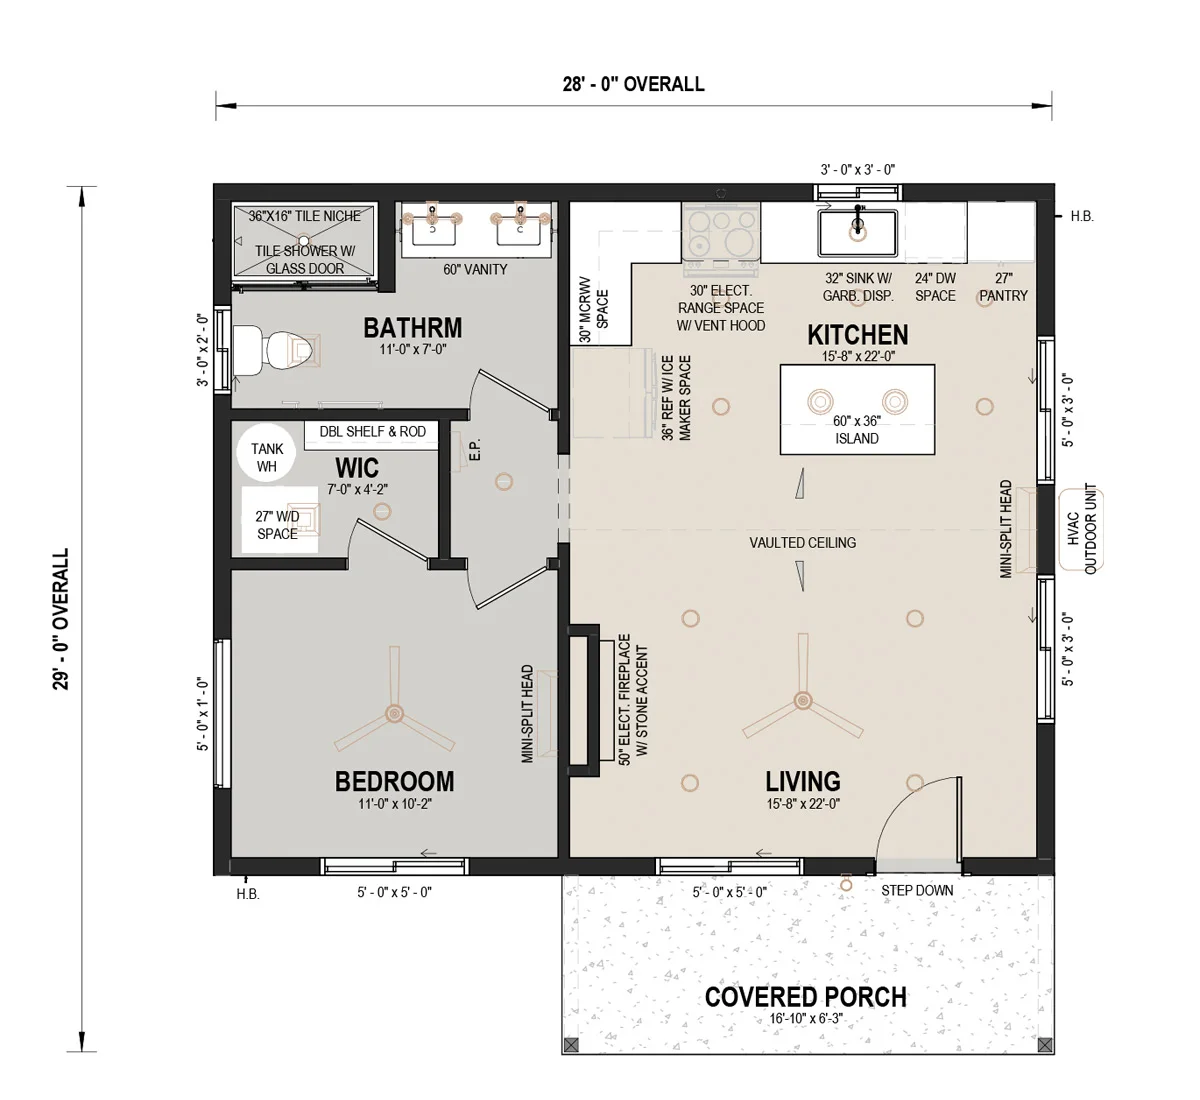 28' - 0" OVERALL
3' - 0" x 3' - 0"
H.B.
36"X16" TILE NICHE
TILE SHOWER W/
GLASS DOOR
60" VANITY
BATHRM
11'-0" x 7'-0"
3' - 0" x 2' - 0"
30" MCRWV
SPACE
30" ELECT.
RANGE SPACE
W/ VENT HOOD
32" SINK W/
GARB. DISP.
24" DW
SPACE
27"
PANTRY
KITCHEN
15'-8" x 22'-0"
36" REF W/ ICE
MAKER SPACE
60" x 36"
ISLAND
5' - 0" x 3' - 0"
DBL SHELF & ROD
TANK
WH
WIC
7'-0" x 4'-2"
27" W/D
SPACE
E.P.
VAULTED CEILING
MINI-SPLIT HEAD
HVAC
OUTDOOR UNIT
29' - 0" OVERALL
5' - 0" x 1' - 0"
MINI-SPLIT HEAD
50" ELECT. FIREPLACE
W/ STONE ACCENT
5' - 0" x 3' - 0"
BEDROOM
11'-0" x 10'-2"
LIVING
15'-8" x 22'-0"
H.B.
5' - 0" x 5' - 0"
5' - 0" x 5' - 0"
STEP DOWN
COVERED PORCH
16'-10" x 6'-3"